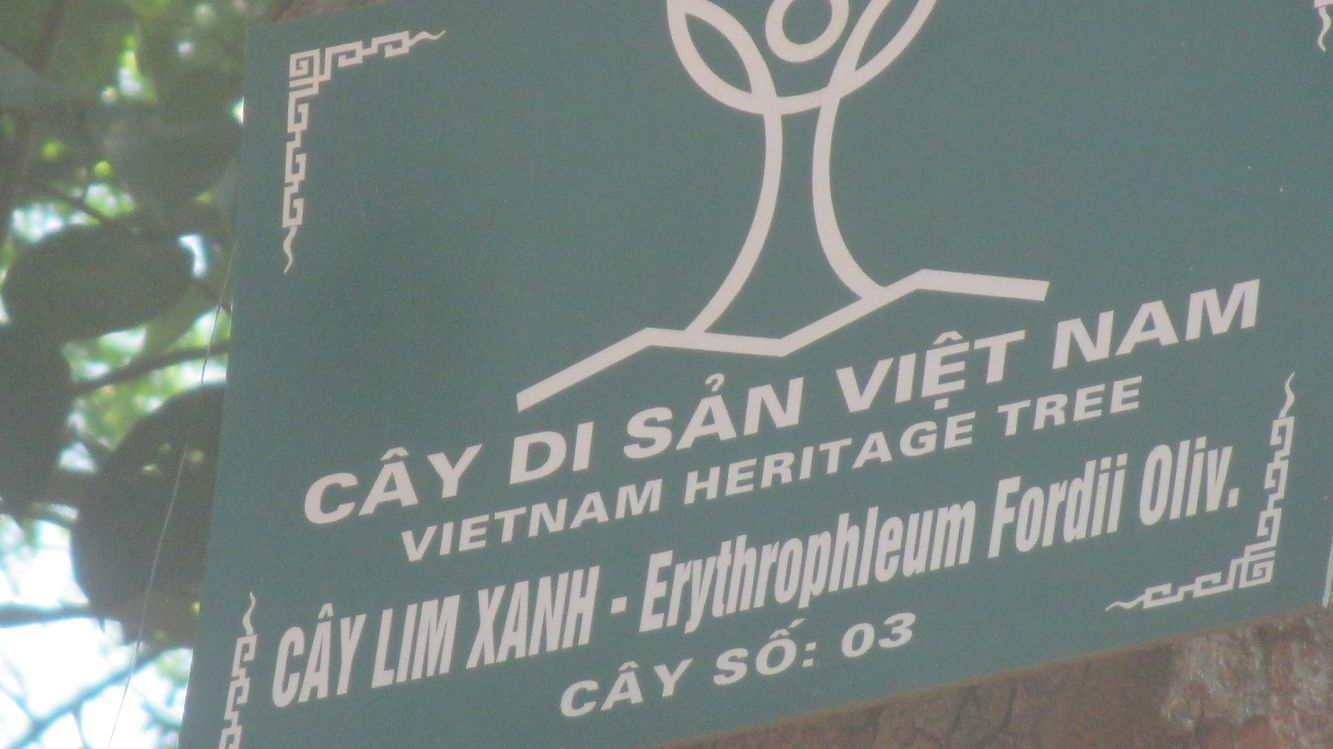 CÂY DI SẢN VIỆT NAM
VIETNAM HERITAGE TREE
CÂY LIM XANH - Erythrophleum Fordii Oliv.
CÂY SỐ: 03